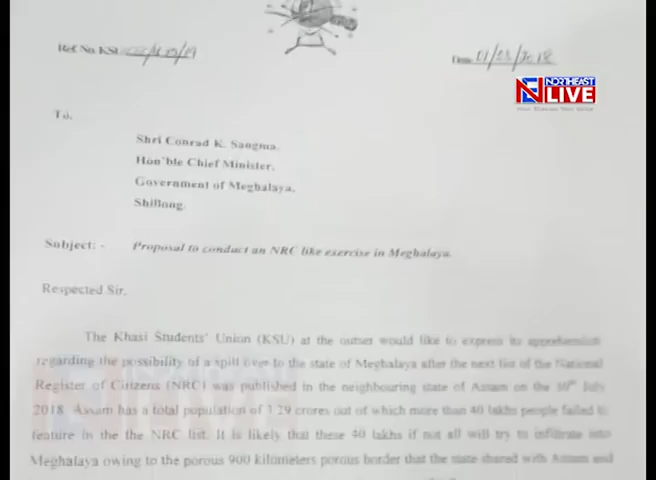 Ref. No. KSU
Date 01/ /2018
NORTHEAST
LIVE
To,
Shri Conrad K. Sangma,
Hon'ble Chief Minister,
Government of Meghalaya,
Shillong.
Subject: - Proposal to conduct an NRC like exercise in Meghalaya.
Respected Sir,
The Khasi Students' Union (KSU) at the outset would like to express its apprehension
regarding the possibility of a spill over to the state of Meghalaya after the next list of the National
Register of Citizens (NRC) was published in the neighbouring state of Assam on the 30th July
2018. Assam has a total population of 3.29 crores out of which more than 40 lakhs people failed to
feature in the the NRC list. It is likely that these 40 lakhs if not all will try to infiltrate into
Meghalaya owing to the porous 900 kilometers porous border that the state shared with Assam and